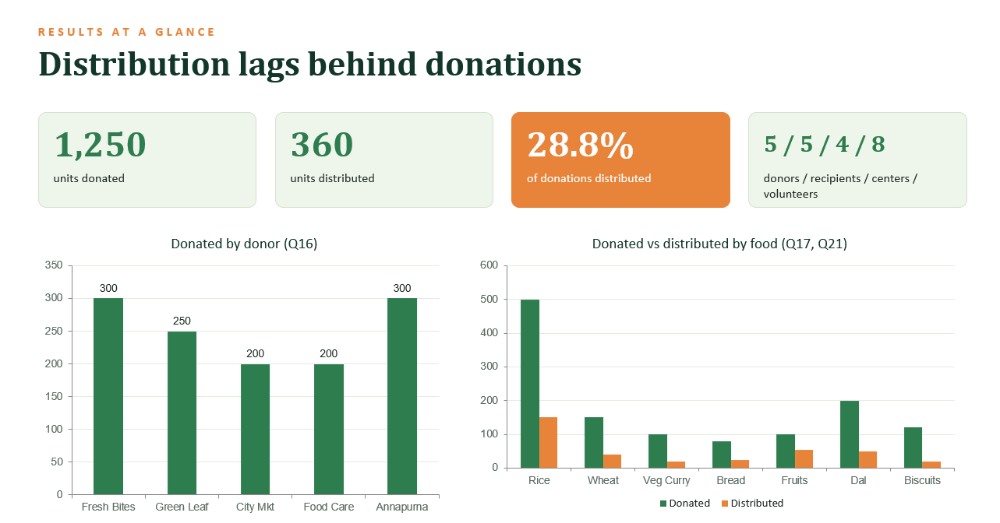 RESULTS AT A GLANCE
Distribution lags behind donations
1,250
units donated
360
units distributed
28.8%
of donations distributed
5 / 5 / 4 / 8
donors / recipients / centers /
volunteers
Donated by donor (Q16)
350
300
250
200
150
100
50
0
300
250
200
200
300
Fresh Bites
Green Leaf
City Mkt
Food Care
Annapurna
Donated vs distributed by food (Q17, Q21)
600
500
400
300
200
100
0
Rice
Wheat
Veg Curry
Bread
Fruits
Dal
Biscuits
Donated
Distributed